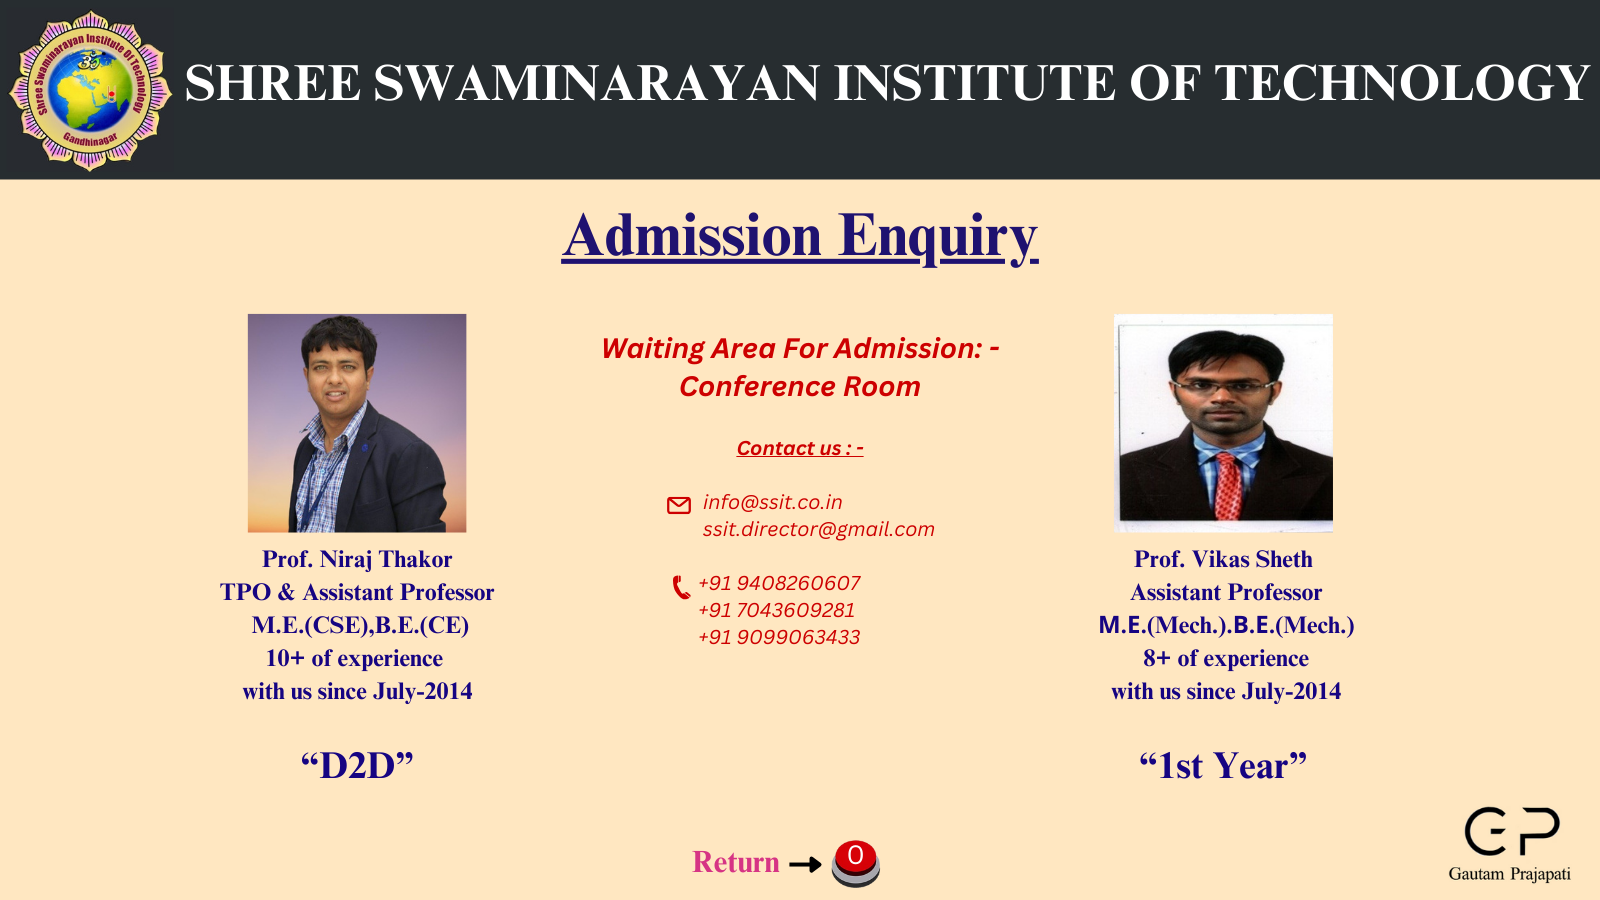 Shree Swaminarayan Institute Of Technology
ॐ
Gandhinagar
SHREE SWAMINARAYAN INSTITUTE OF TECHNOLOGY
Admission Enquiry
Waiting Area For Admission: -
Conference Room
Contact us : -
info@ssit.co.in
ssit.director@gmail.com
+91 9408260607
+91 7043609281
+91 9099063433
Prof. Niraj Thakor
TPO & Assistant Professor
M.E.(CSE),B.E.(CE)
10+ of experience
with us since July-2014
“D2D”
Prof. Vikas Sheth
Assistant Professor
M.E.(Mech.).B.E.(Mech.)
8+ of experience
with us since July-2014
“1st Year”
Return
0
GP
Gautam Prajapati